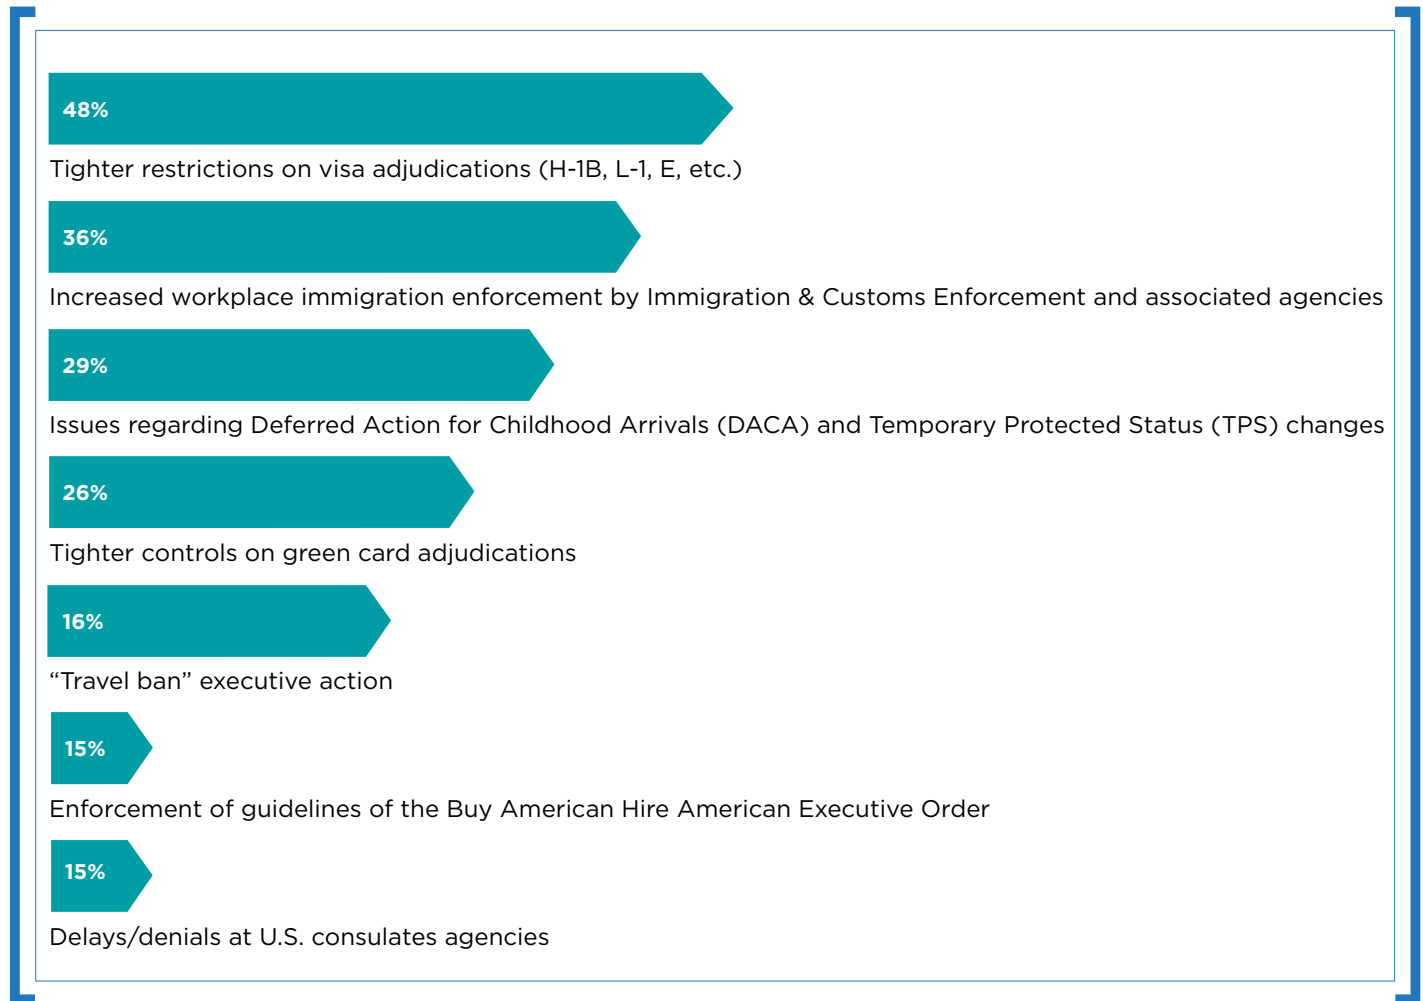 48%
Tighter restrictions on visa adjudications (H-1B, L-1, E, etc.)
36%
Increased workplace immigration enforcement by Immigration & Customs Enforcement and associated agencies
29%
Issues regarding Deferred Action for Childhood Arrivals (DACA) and Temporary Protected Status (TPS) changes
26%
Tighter controls on green card adjudications
16%
“Travel ban” executive action
15%
Enforcement of guidelines of the Buy American Hire American Executive Order
15%
Delays/denials at U.S. consulates agencies